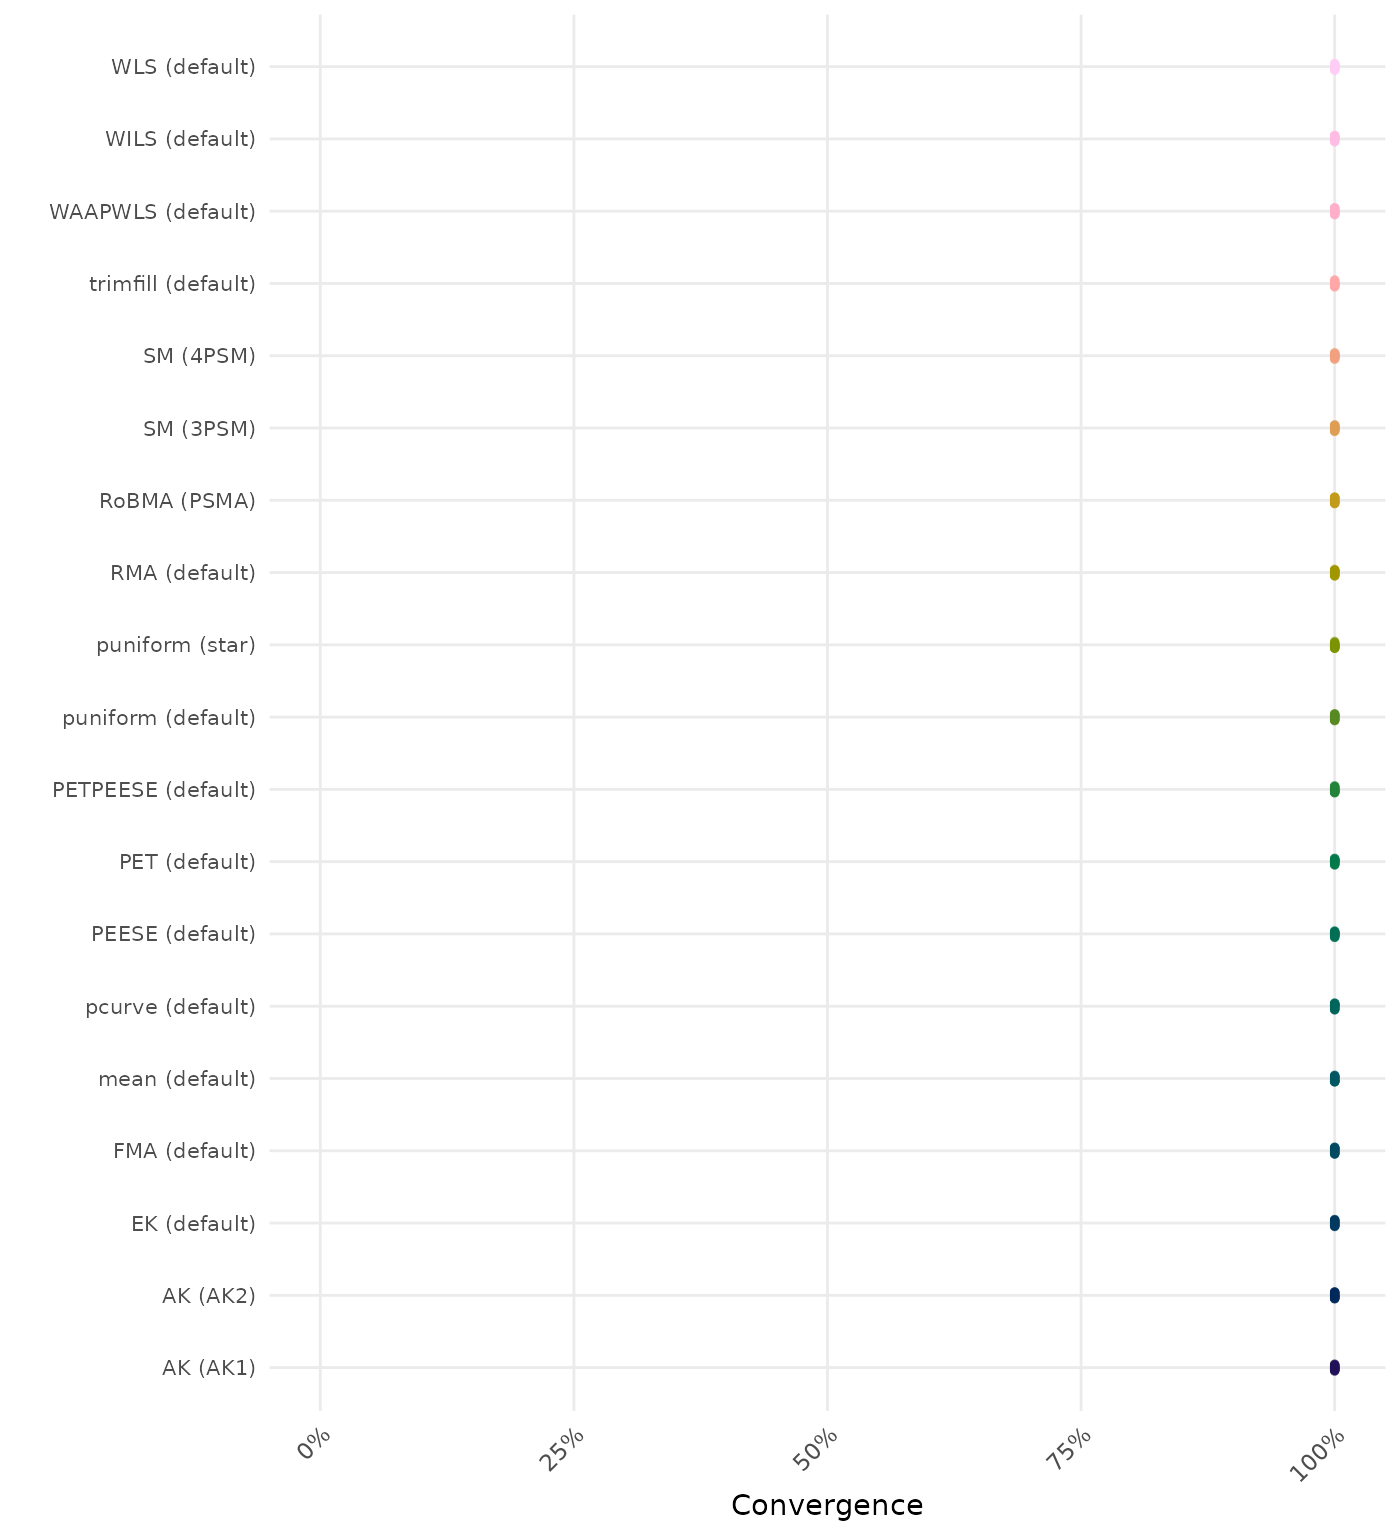 WLS (default)
WILS (default)
WAAPWLS (default)
trimfill (default)
SM (4PSM)
SM (3PSM)
RoBMA (PSMA)
RMA (default)
puniform (star)
puniform (default)
PETPEESE (default)
PET (default)
PEESE (default)
pcurve (default)
mean (default)
FMA (default)
EK (default)
AK (AK2)
AK (AK1)
0% 25% 50% 75% 100%
Convergence